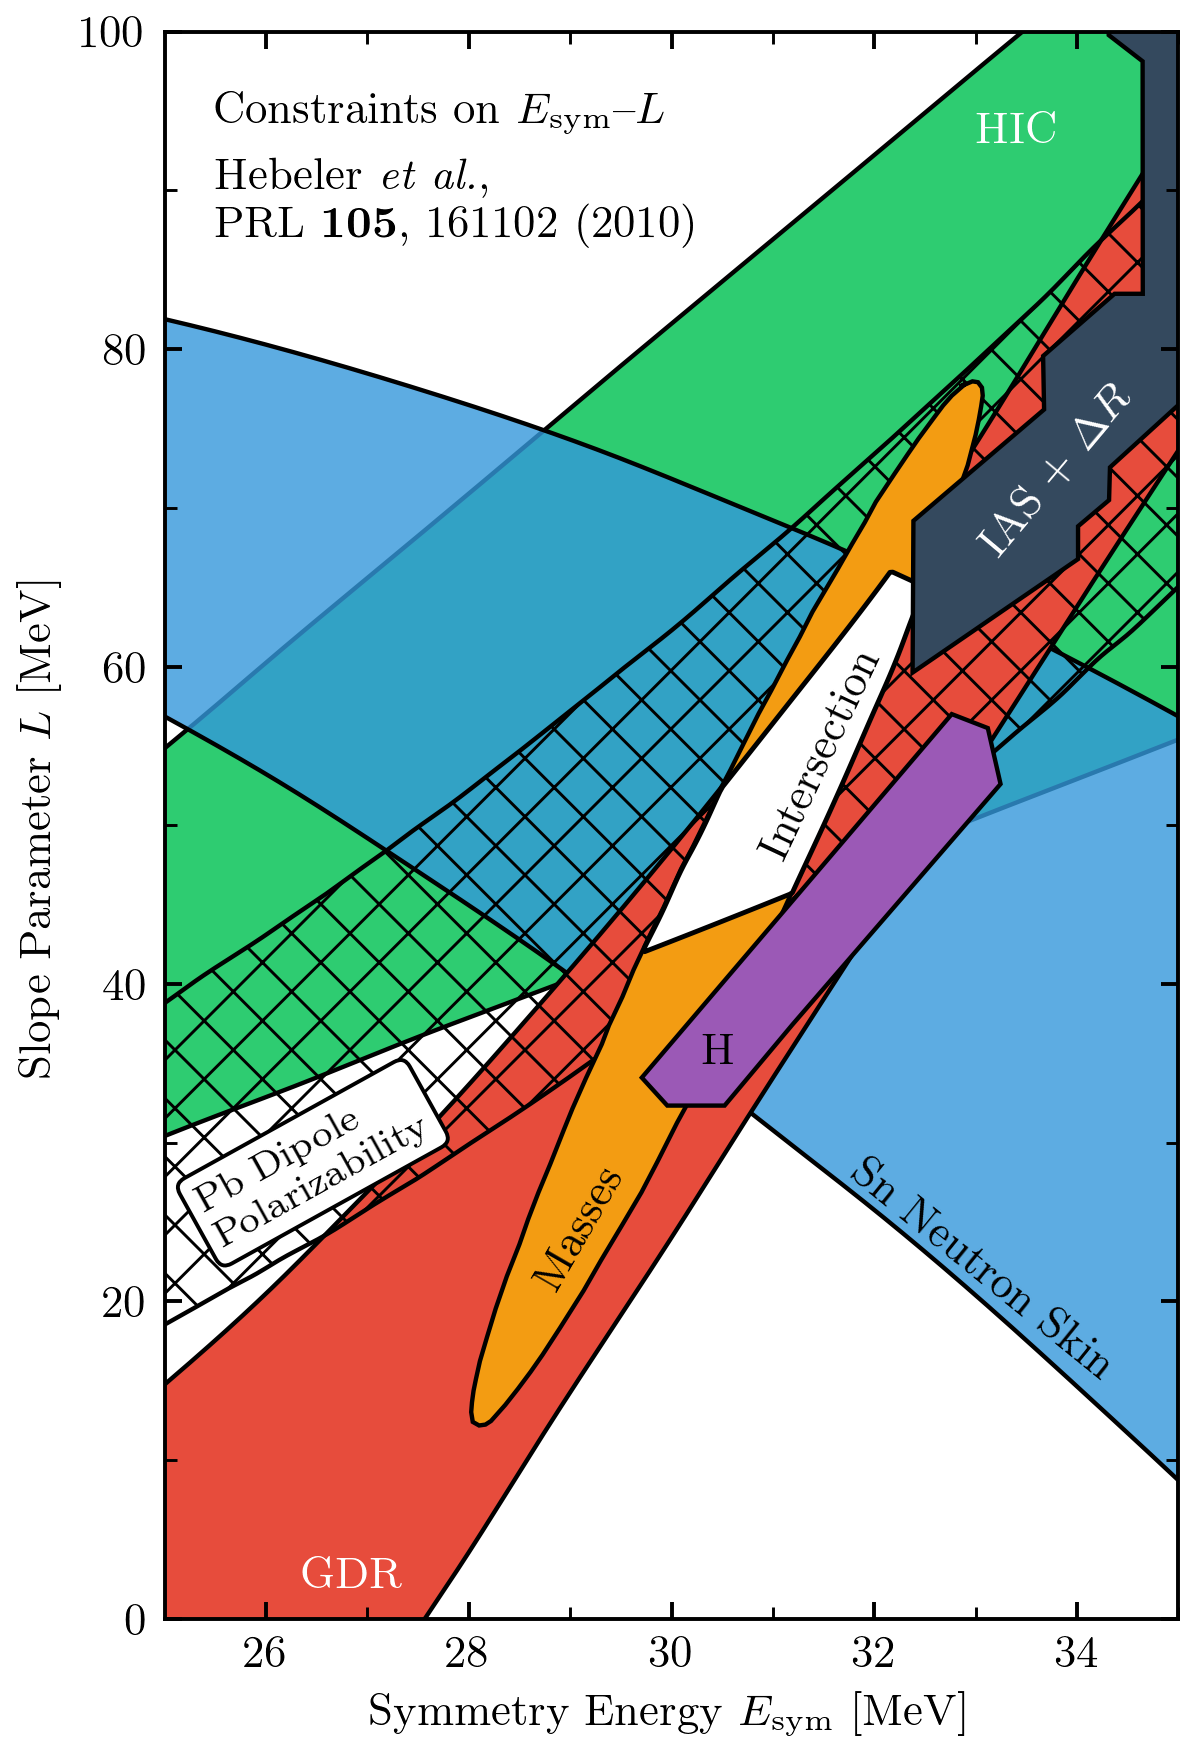 Constraints on E_sym–L
Hebeler et al.,
PRL 105, 161102 (2010)
HIC
IAS + ΔR
Intersection
H
Pb Dipole
Polarizability
Masses
Sn Neutron Skin
GDR
Slope Parameter L [MeV]
100
80
60
40
20
0
26 28 30 32 34
Symmetry Energy E_sym [MeV]